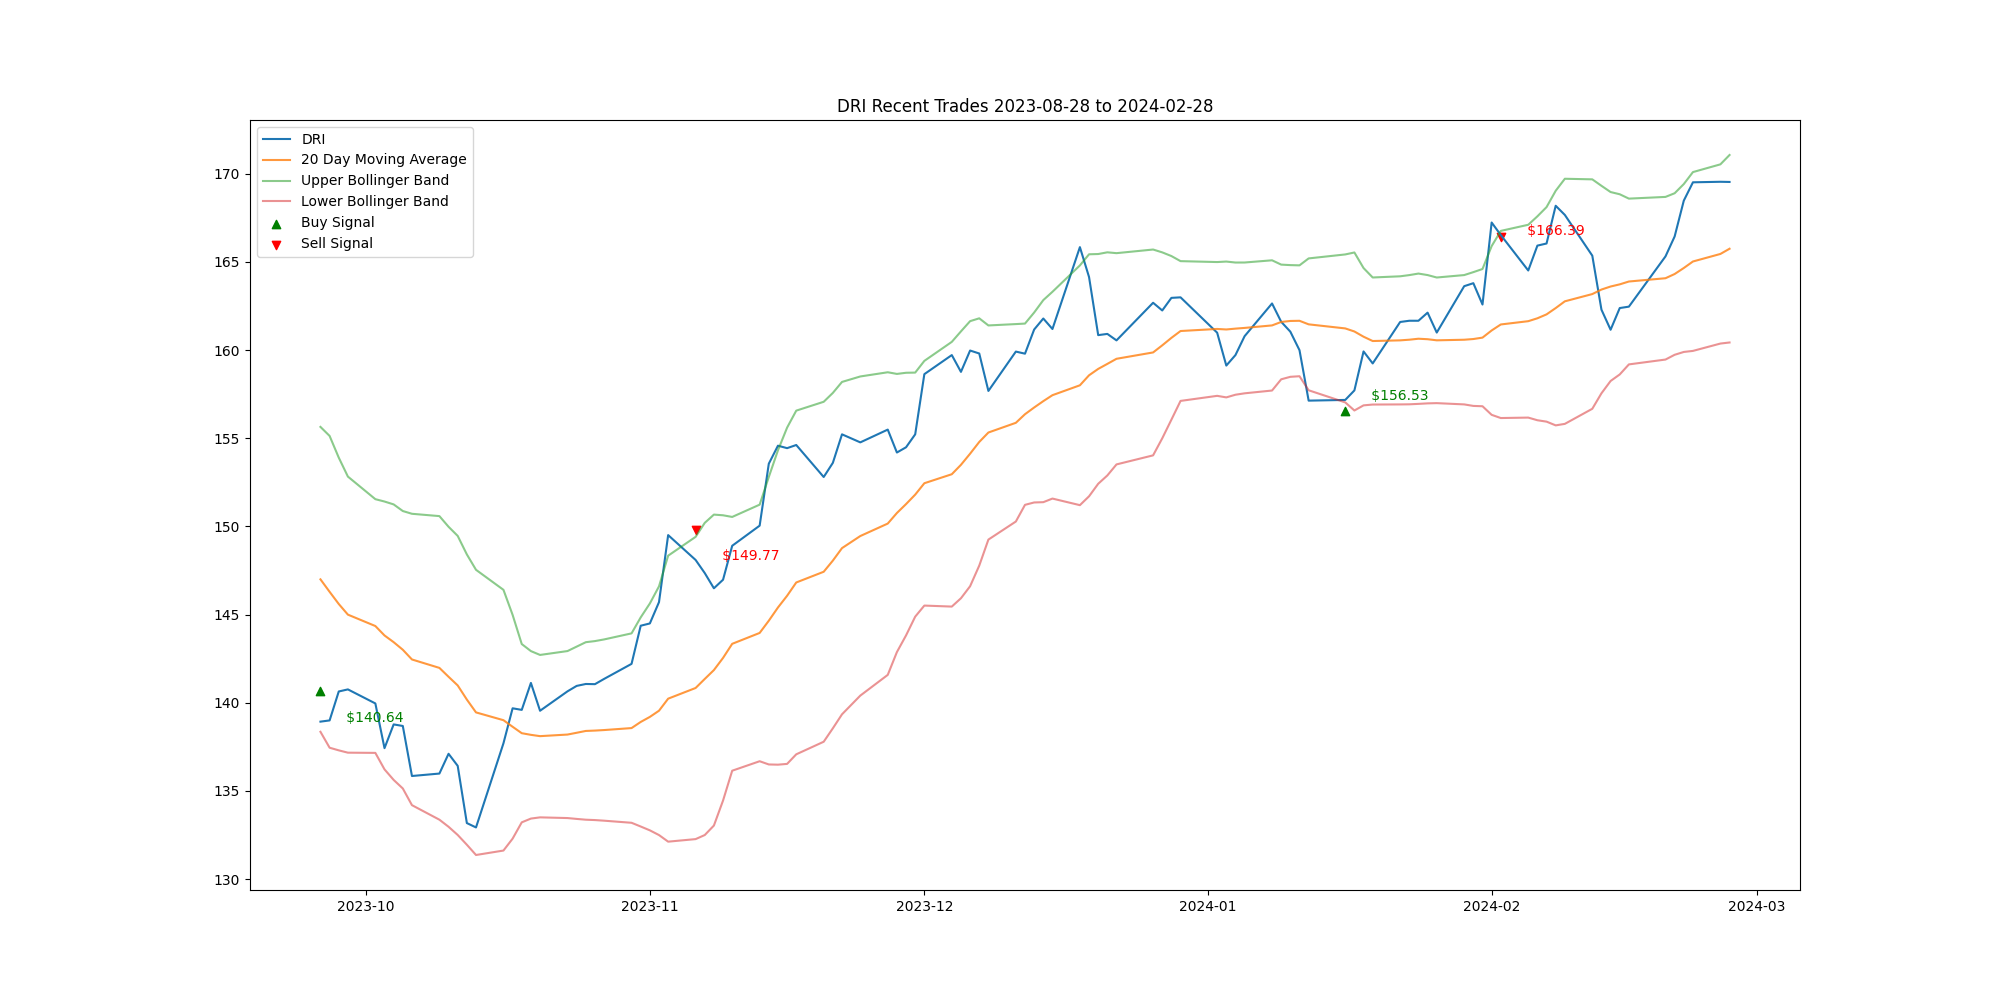 DRI Recent Trades 2023-08-28 to 2024-02-28
DRI
20 Day Moving Average
Upper Bollinger Band
Lower Bollinger Band
Buy Signal
Sell Signal
170
165
160
155
150
145
140
135
130
$166.39
$156.53
$149.77
$140.64
2023-10
2023-11
2023-12
2024-01
2024-02
2024-03